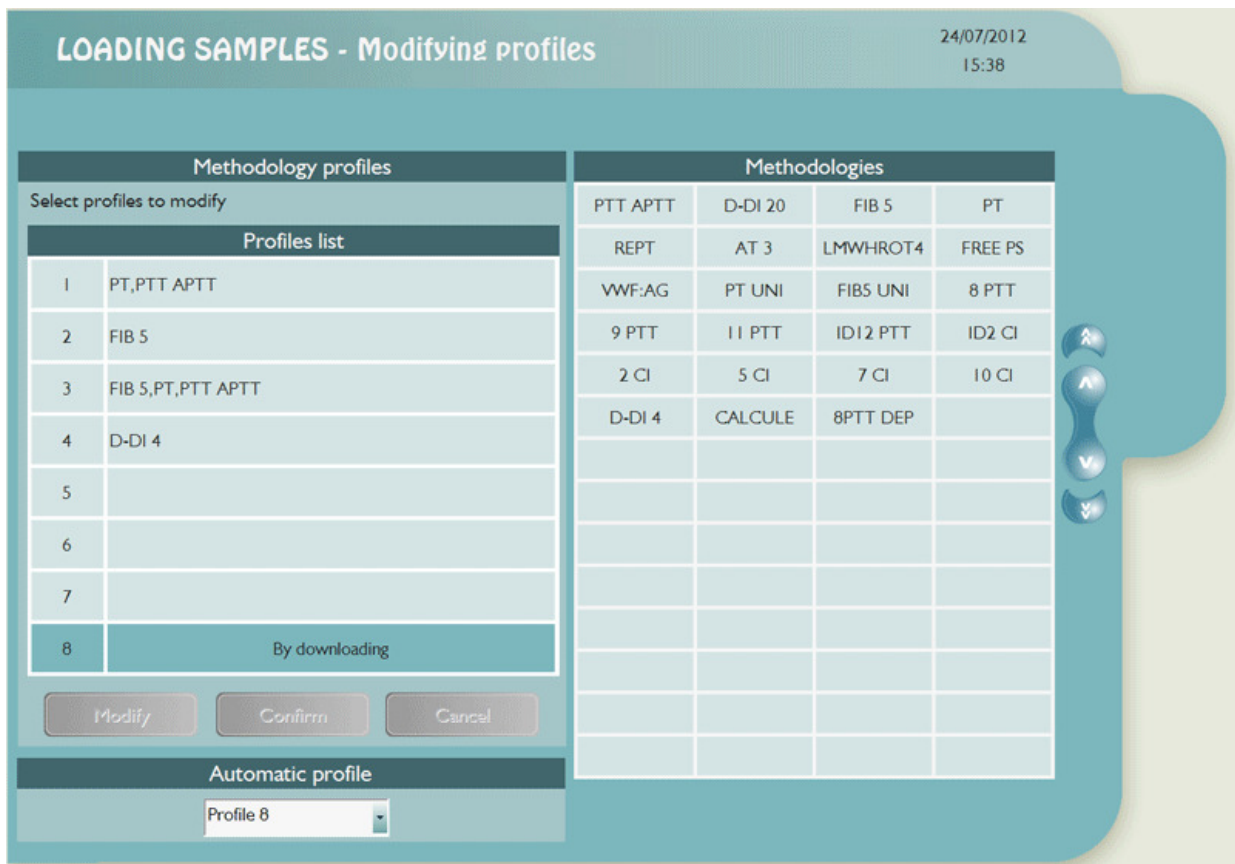 LOADING SAMPLES - Modifying profiles
24/07/2012
15:38
Methodology profiles
Select profiles to modify
Profiles list
1 PT,PTT APTT
2 FIB 5
3 FIB 5,PT,PTT APTT
4 D-DI 4
5
6
7
8 By downloading
Modify Confirm Cancel
Automatic profile
Profile 8
Methodologies
PTT APTT D-DI 20 FIB 5 PT
REPT AT 3 LMWHROT4 FREE PS
VWF:AG PT UNI FIB5 UNI 8 PTT
9 PTT 11 PTT ID12 PTT ID2 CI
2 CI 5 CI 7 CI 10 CI
D-DI 4 CALCULE 8PTT DEP